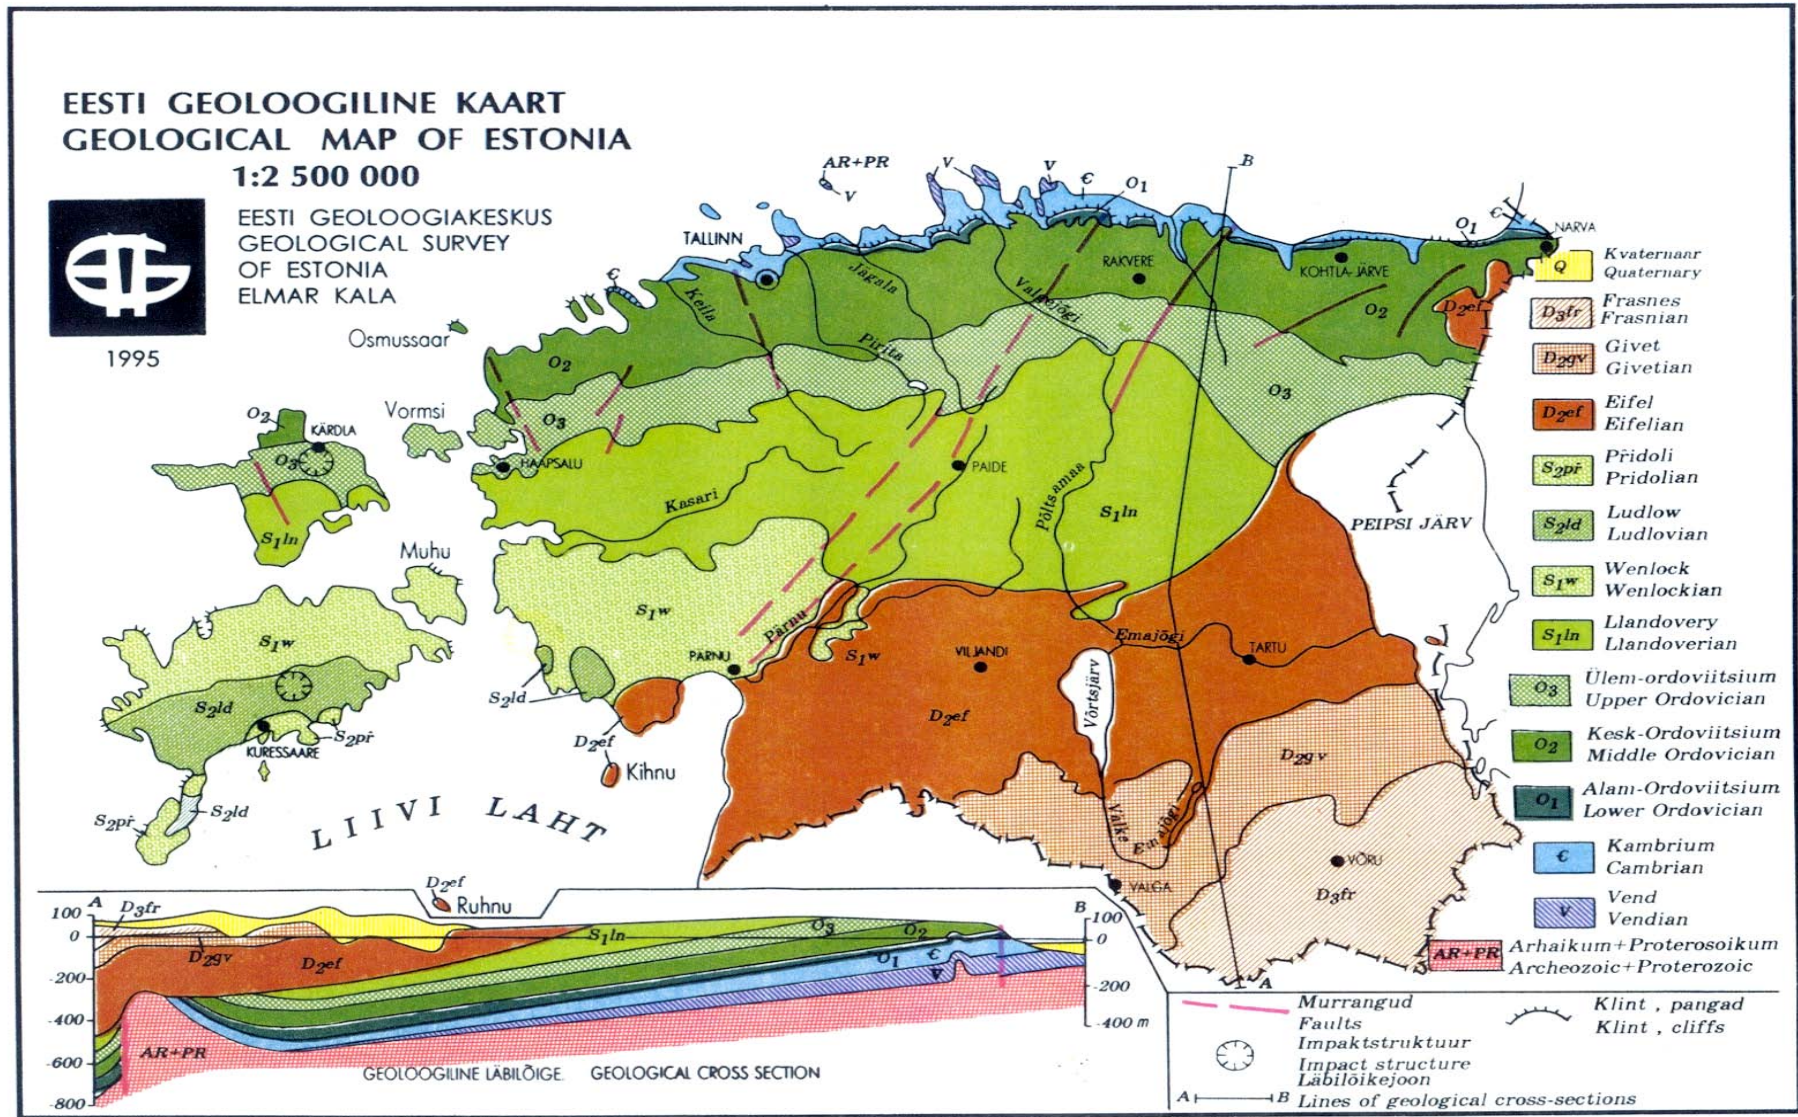 EESTI GEOLOOGILINE KAART
GEOLOGICAL MAP OF ESTONIA
1:2 500 000
EESTI GEOLOOGIAKESKUS
GEOLOGICAL SURVEY
OF ESTONIA
ELMAR KALA
1995
AR+PR
V
V
V
Є
O1
B
O1
Є
NARVA
TALLINN
Є
Keila
Jägala
Valgejõgi
RAKVERE
KOHTLA-JÄRVE
O2
D2ef
Osmussaar
O2
Pirita
O3
O3
Vormsi
O2
KÄRDLA
O3
S1ln
HAAPSALU
Kasari
PAIDE
Põltsamaa
S1ln
PEIPSI JÄRV
Muhu
S1w
S1w
Pärnu
PÄRNU
S1w
VILJANDI
Emajõgi
TARTU
Võrtsjärv
S2ld
S2ld
S2př
KURESSAARE
D2ef
Kihnu
D2ef
D2gv
S2př
S2ld
LIIVI LAHT
Väike
Emajõgi
VALGA
VÕRU
D3fr
A
D2ef
Ruhnu
Q
Kvaternaar
Quaternary
D3fr
Frasnes
Frasnian
D2gv
Givet
Givetian
D2ef
Eifel
Eifelian
S2př
Přidoli
Pridolian
S2ld
Ludlow
Ludlovian
S1w
Wenlock
Wenlockian
S1ln
Llandovery
Llandoverian
O3
Ülem-ordoviitsium
Upper Ordovician
O2
Kesk-Ordoviitsium
Middle Ordovician
O1
Alam-Ordoviitsium
Lower Ordovician
Є
Kambrium
Cambrian
V
Vend
Vendian
AR+PR
Arhaikum+Proterosoikum
Archeozoic+Proterozoic
A
D3fr
B
100
0
-200
-400
-600
-800
D2gv
D2ef
S1ln
O3
O2
O1
Є
V
AR+PR
100
0
-200
-400 m
GEOLOOGILINE LÄBILÕIGE GEOLOGICAL CROSS SECTION
Murrangud
Faults
Impaktstruktuur
Impact structure
Läbilõikejoon
A B Lines of geological cross-sections
Klint, pangad
Klint, cliffs